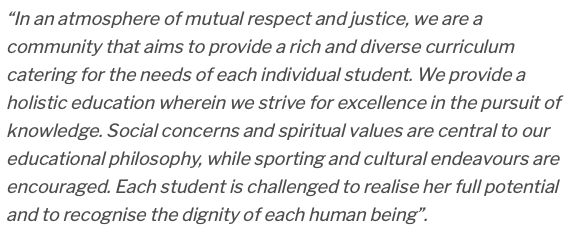 “In an atmosphere of mutual respect and justice, we are a
community that aims to provide a rich and diverse curriculum
catering for the needs of each individual student. We provide a
holistic education wherein we strive for excellence in the pursuit of
knowledge. Social concerns and spiritual values are central to our
educational philosophy, while sporting and cultural endeavours are
encouraged. Each student is challenged to realise her full potential
and to recognise the dignity of each human being”.